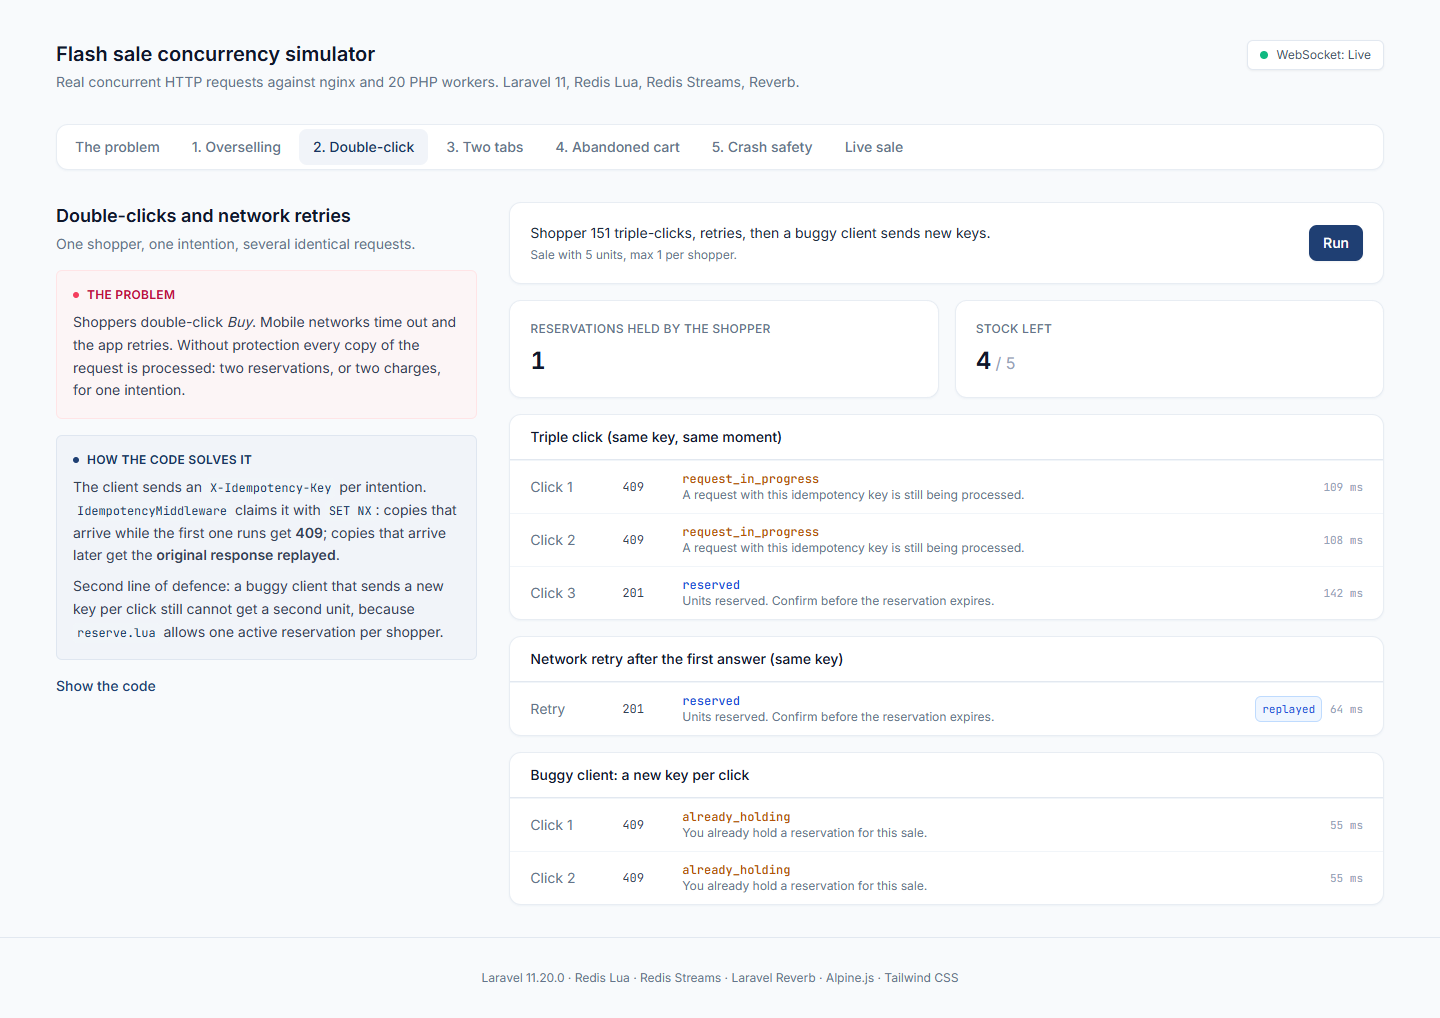 Flash sale concurrency simulator
Real concurrent HTTP requests against nginx and 20 PHP workers. Laravel 11, Redis Lua, Redis Streams, Reverb.
WebSocket: Live
The problem
1. Overselling
2. Double-click
3. Two tabs
4. Abandoned cart
5. Crash safety
Live sale
Double-clicks and network retries
One shopper, one intention, several identical requests.
THE PROBLEM
Shoppers double-click Buy. Mobile networks time out and
the app retries. Without protection every copy of the
request is processed: two reservations, or two charges,
for one intention.
HOW THE CODE SOLVES IT
The client sends an X-Idempotency-Key per intention.
IdempotencyMiddleware claims it with SET NX : copies that
arrive while the first one runs get 409; copies that arrive
later get the original response replayed.
Second line of defence: a buggy client that sends a new
key per click still cannot get a second unit, because
reserve.lua allows one active reservation per shopper.
Show the code
Shopper 151 triple-clicks, retries, then a buggy client sends new keys.
Sale with 5 units, max 1 per shopper.
Run
RESERVATIONS HELD BY THE SHOPPER
1
STOCK LEFT
4 / 5
Triple click (same key, same moment)
Click 1 409 request_in_progress
A request with this idempotency key is still being processed.
109 ms
Click 2 409 request_in_progress
A request with this idempotency key is still being processed.
108 ms
Click 3 201 reserved
Units reserved. Confirm before the reservation expires.
142 ms
Network retry after the first answer (same key)
Retry 201 reserved
Units reserved. Confirm before the reservation expires.
replayed 64 ms
Buggy client: a new key per click
Click 1 409 already_holding
You already hold a reservation for this sale.
55 ms
Click 2 409 already_holding
You already hold a reservation for this sale.
55 ms
Laravel 11.20.0 · Redis Lua · Redis Streams · Laravel Reverb · Alpine.js · Tailwind CSS